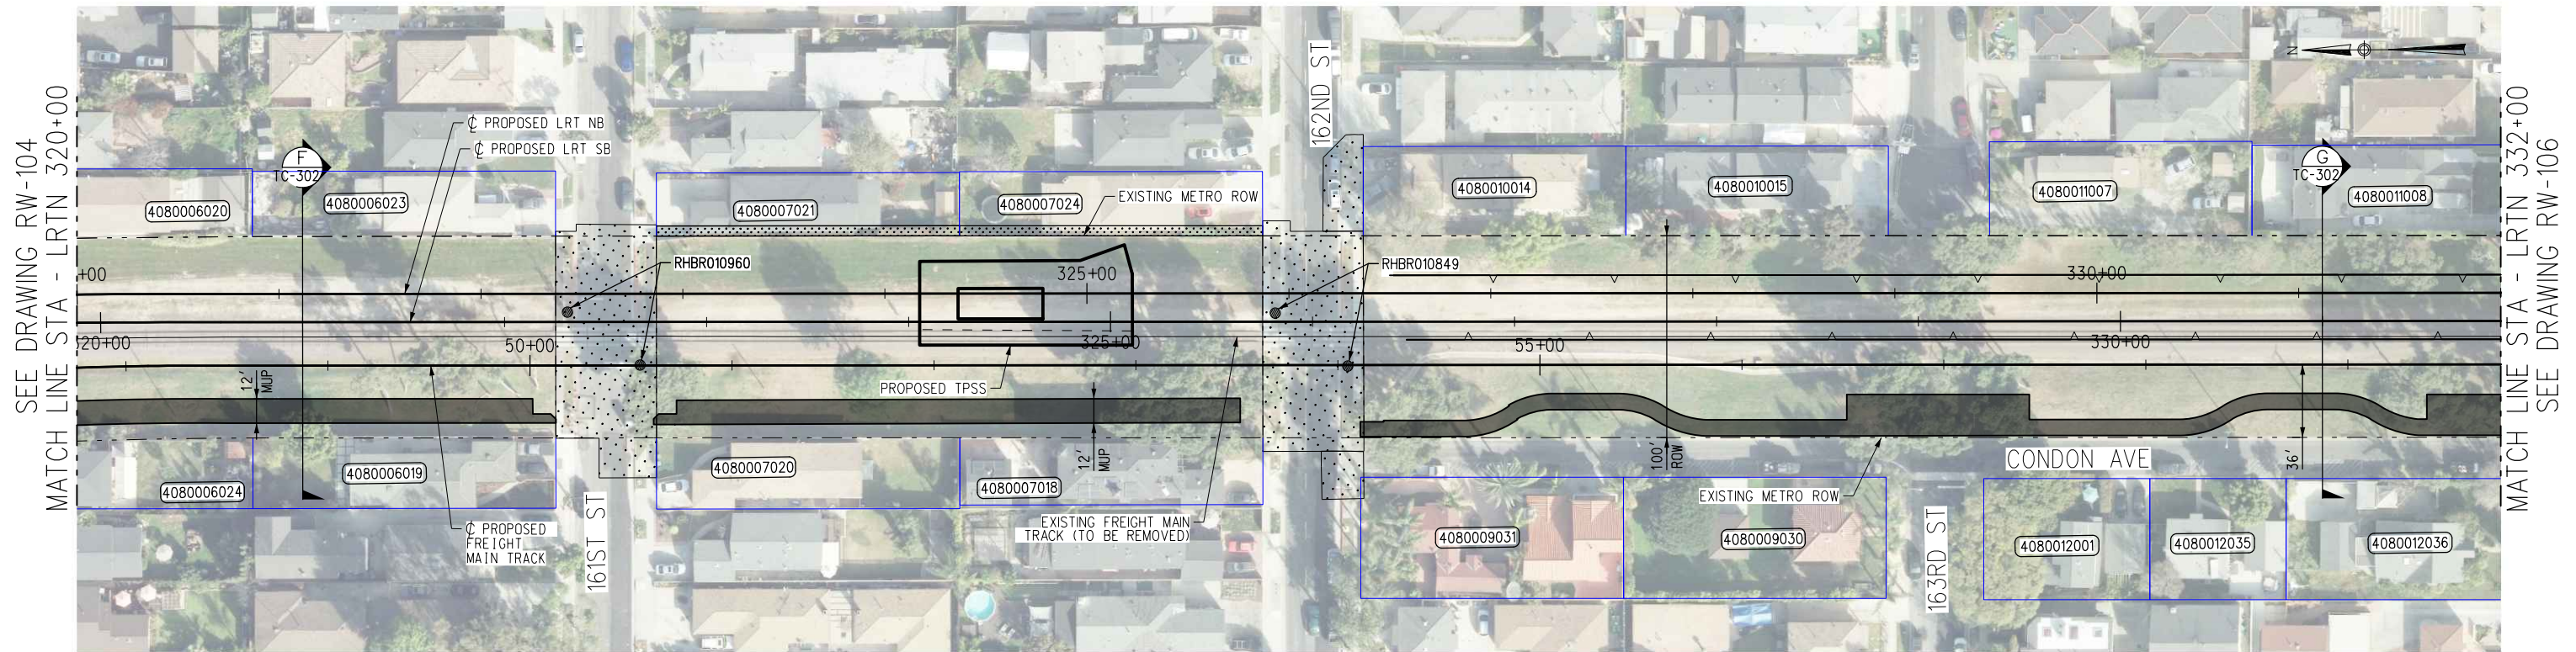 SEE DRAWING RW-104
MATCH LINE STA - LRTN 320+00
162ND ST
N
℄ PROPOSED LRT NB
℄ PROPOSED LRT SB
F
TC-302
G
TC-302
4080006020
4080006023
4080007021
4080007024
EXISTING METRO ROW
4080010014
4080010015
4080011007
4080011008
RHBR010960
RHBR010849
+00
325+00
330+00
20+00
50+00
325+00
55+00
330+00
12'
MUP
PROPOSED TPSS
12'
MUP
100'
ROW
36'
CONDON AVE
4080006024
4080006019
4080007020
4080007018
EXISTING METRO ROW
℄ PROPOSED
FREIGHT
MAIN TRACK
161ST ST
EXISTING FREIGHT MAIN
TRACK (TO BE REMOVED)
4080009031
4080009030
163RD ST
4080012001
4080012035
4080012036
MATCH LINE STA - LRTN 332+00
SEE DRAWING RW-106